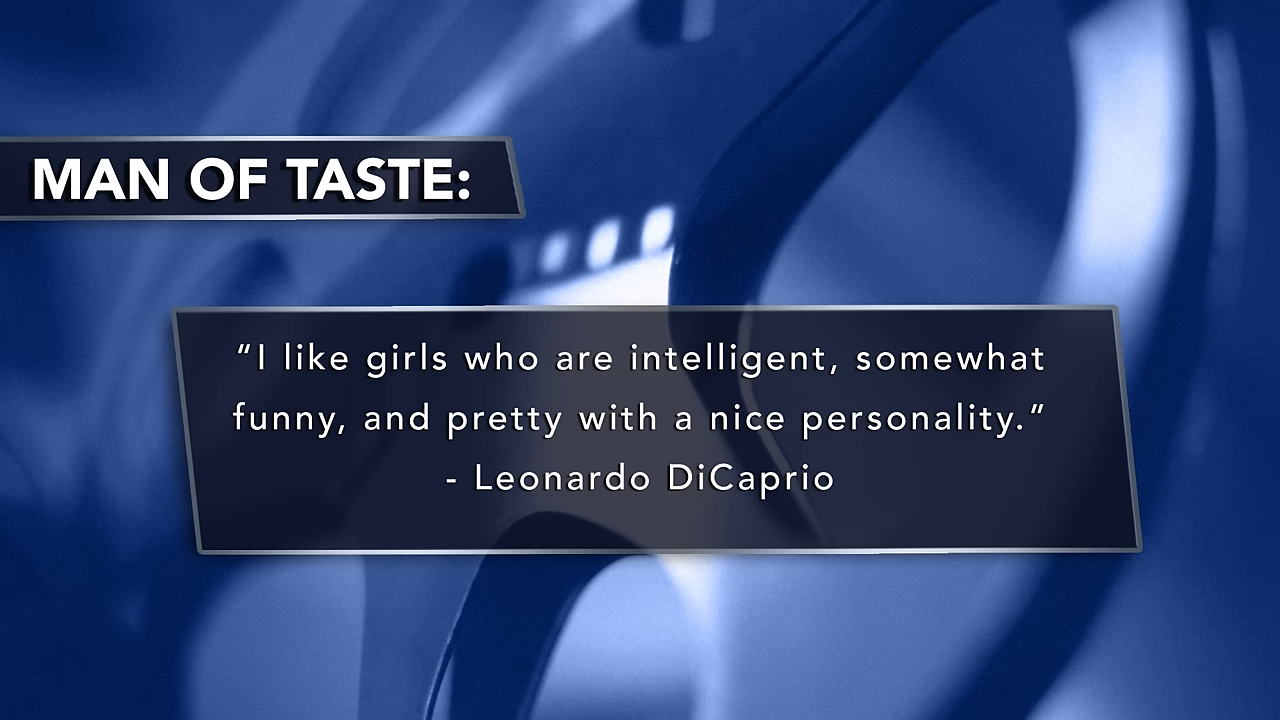 MAN OF TASTE:
“I like girls who are intelligent, somewhat
funny, and pretty with a nice personality.”
- Leonardo DiCaprio